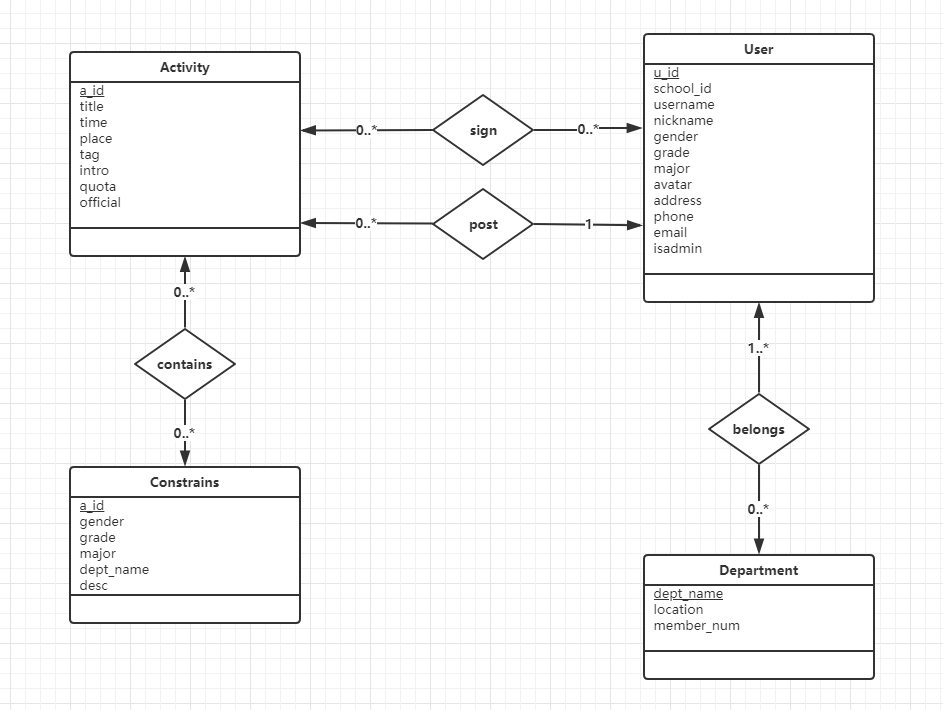 Activity
a_id
title
time
place
tag
intro
quota
official
0..*
sign
0..*
0..*
post
1
User
u_id
school_id
username
nickname
gender
grade
major
avatar
address
phone
email
isadmin
0..*
contains
0..*
1..*
belongs
0..*
Constrains
a_id
gender
grade
major
dept_name
desc
Department
dept_name
location
member_num